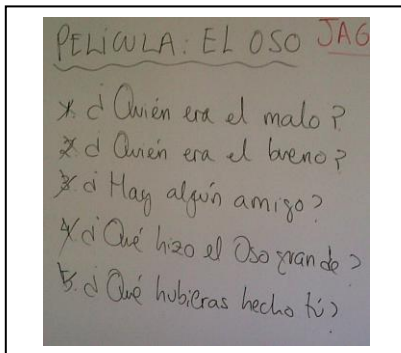 PELÍCULA: EL OSO JAG
1. ¿Quién era el malo?
2. ¿Quién era el bueno?
3. ¿Hay algún amigo?
4. ¿Qué hizo el Oso grande?
5. ¿Qué hubieras hecho tú?